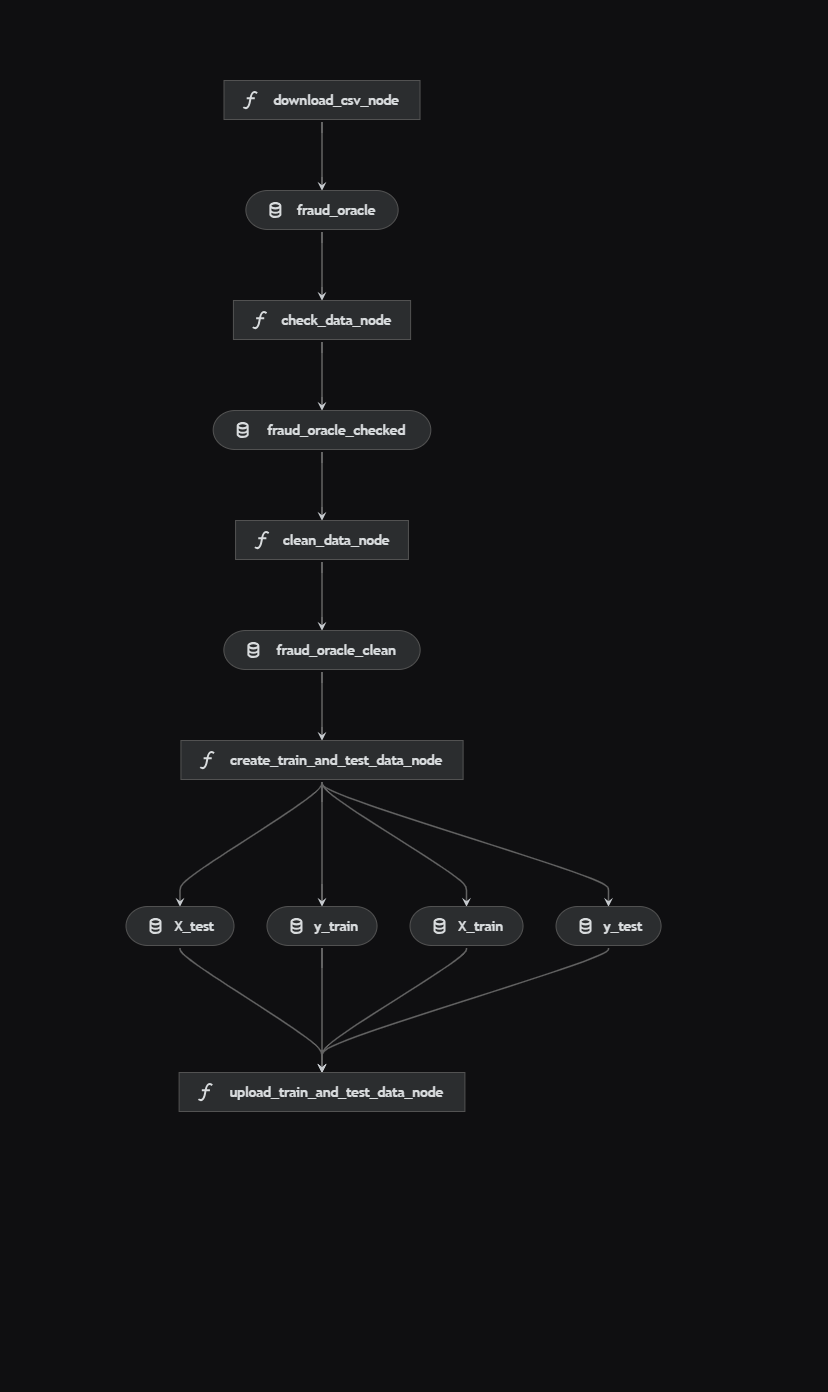 download_csv_node
fraud_oracle
check_data_node
fraud_oracle_checked
clean_data_node
fraud_oracle_clean
create_train_and_test_data_node
X_test
y_train
X_train
y_test
upload_train_and_test_data_node